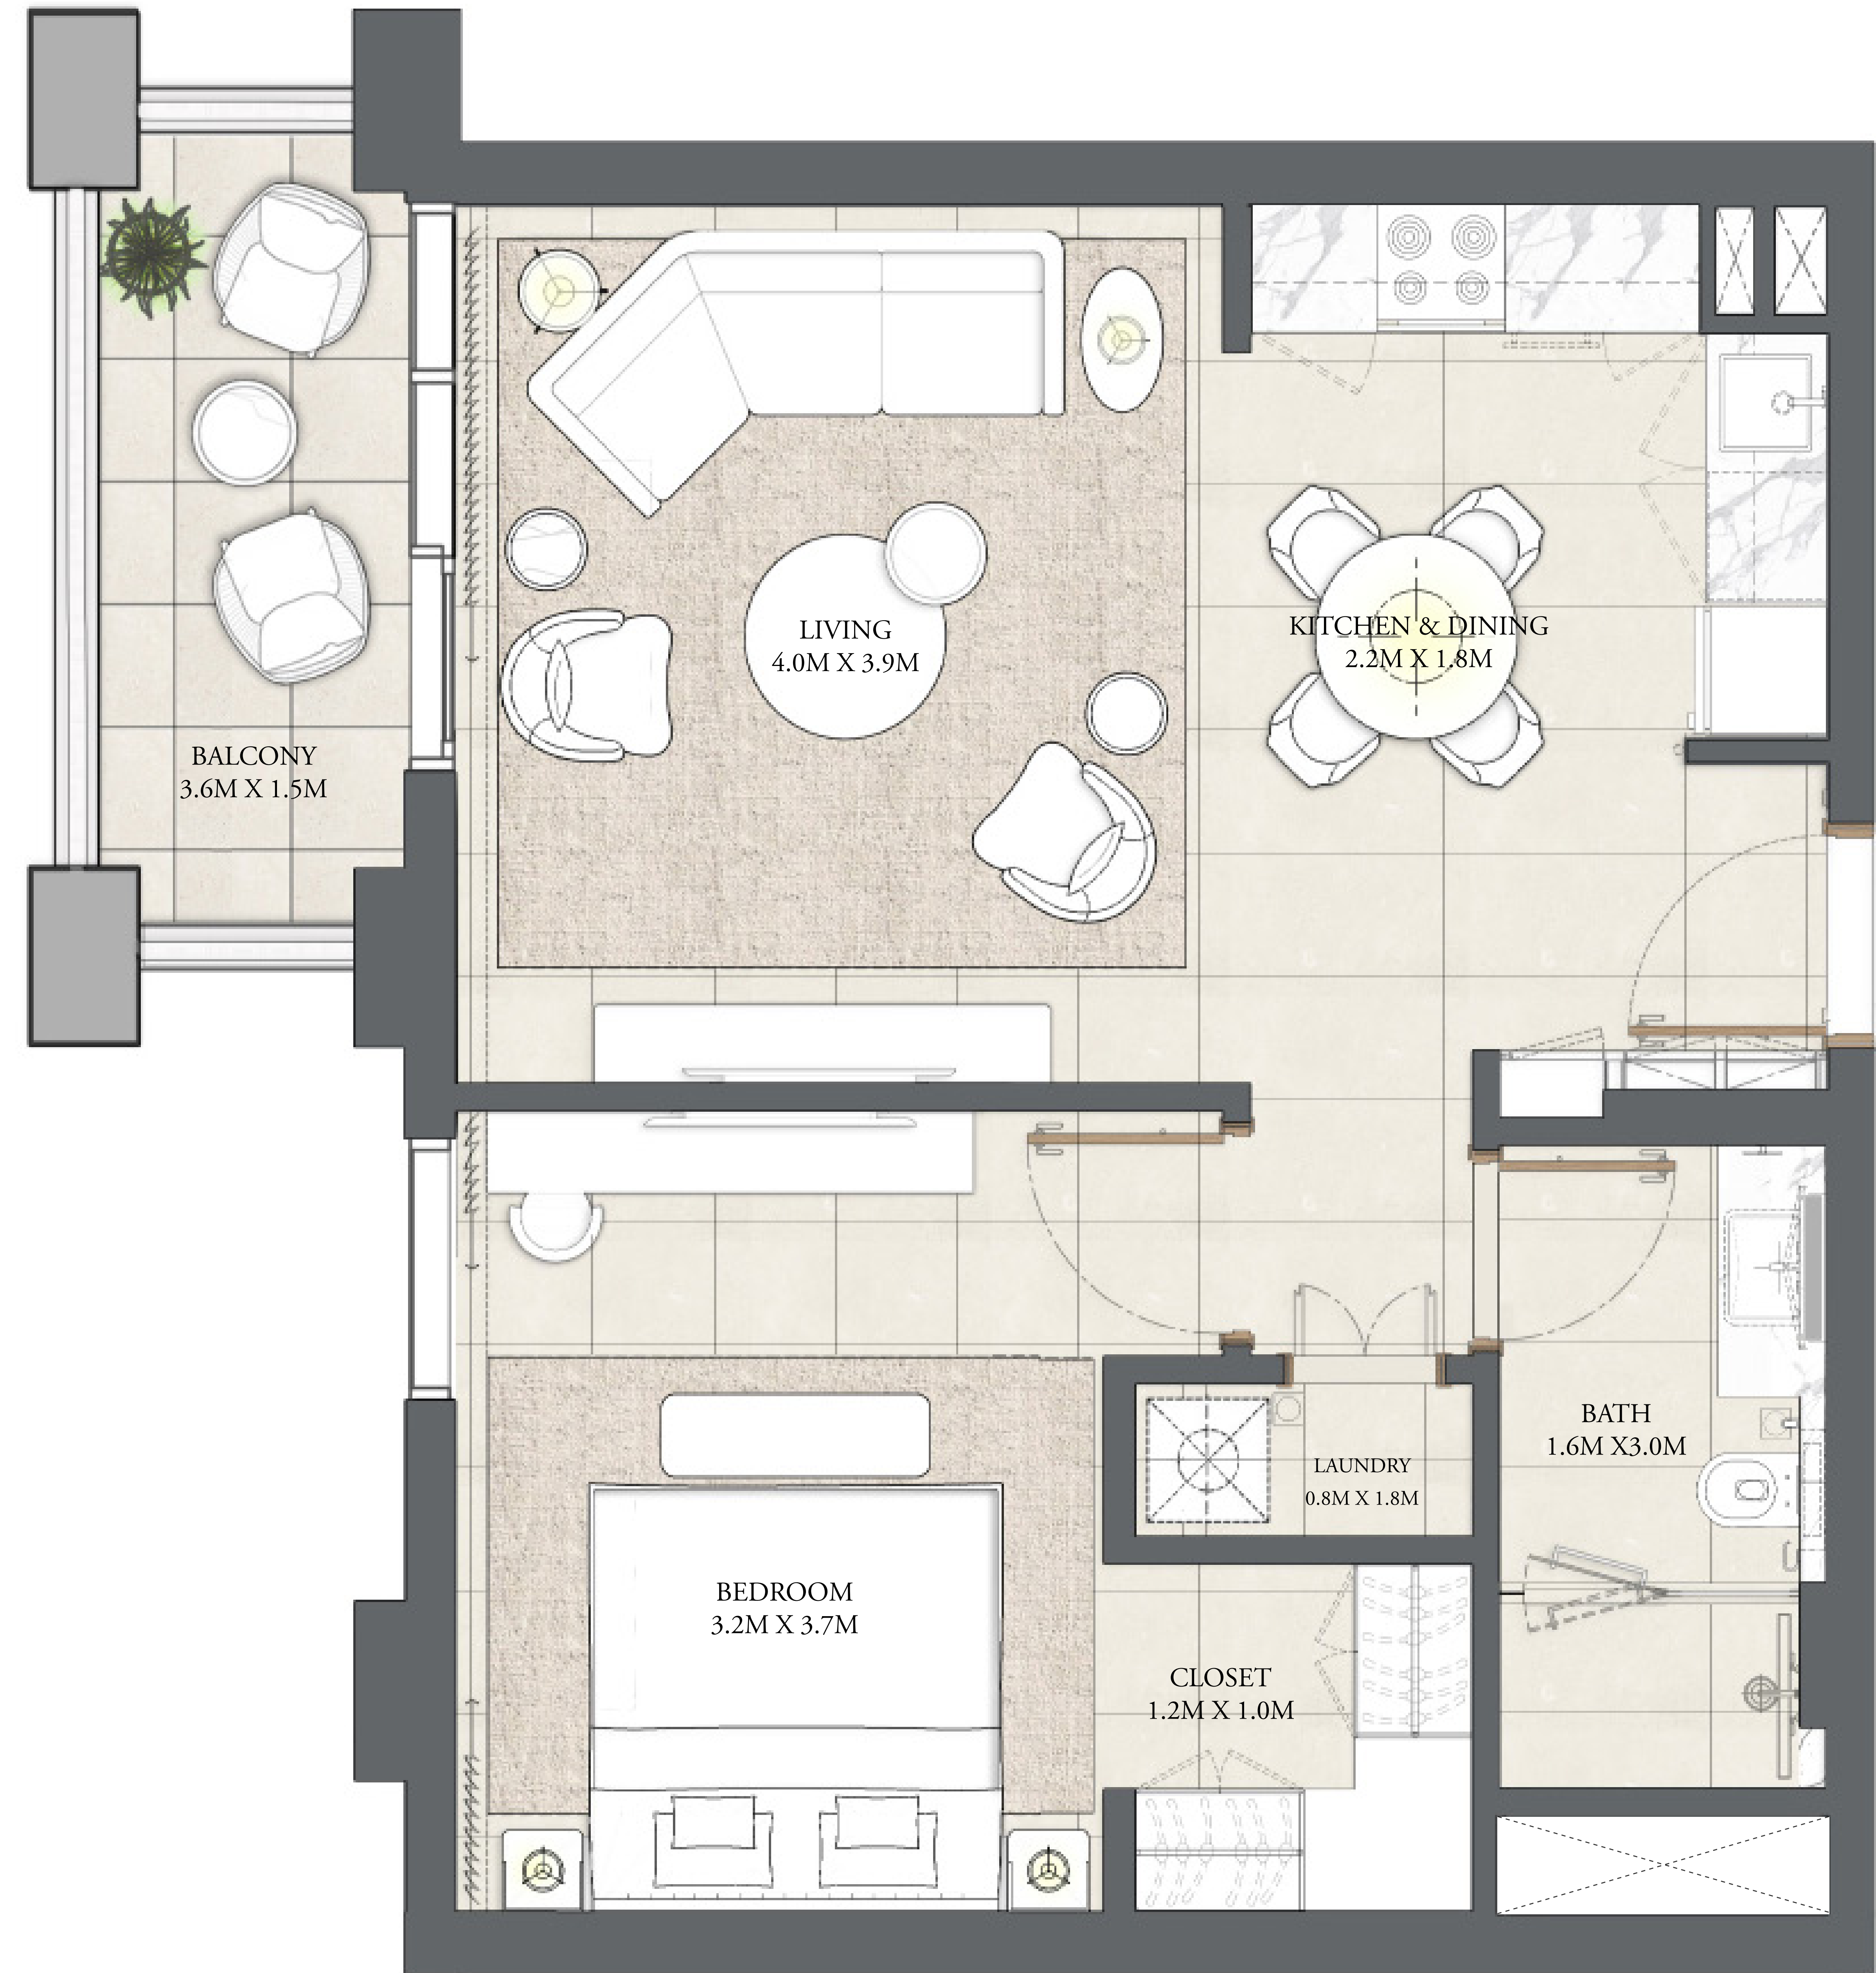 LIVING
4.0M X 3.9M
KITCHEN & DINING
2.2M X 1.8M
BALCONY
3.6M X 1.5M
BATH
1.6M X3.0M
LAUNDRY
0.8M X 1.8M
BEDROOM
3.2M X 3.7M
CLOSET
1.2M X 1.0M